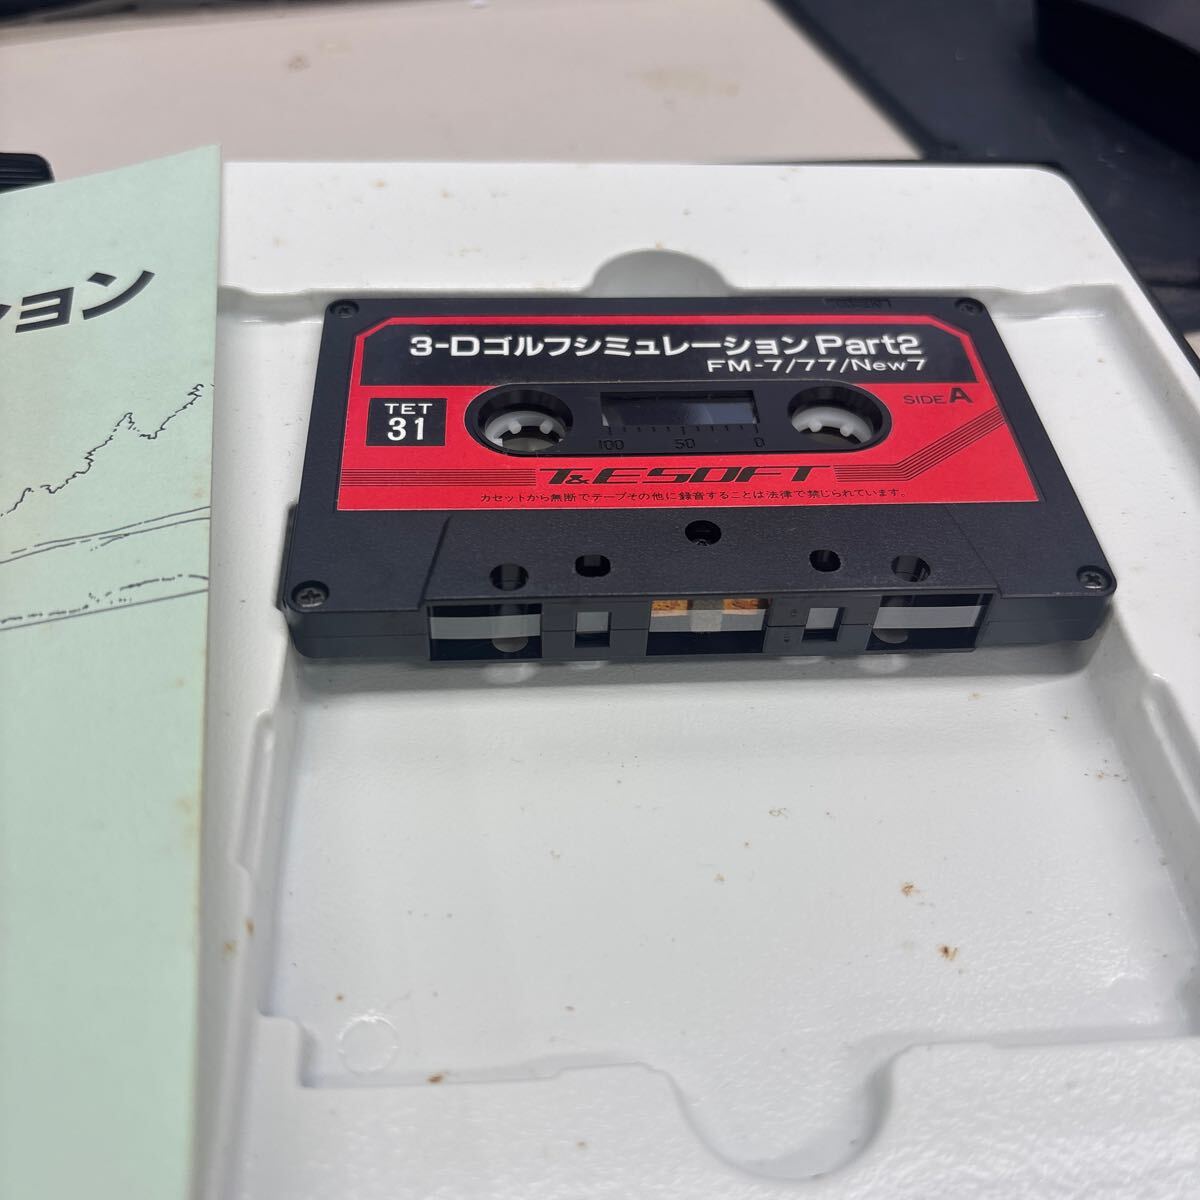 ション
3-Dゴルフシミュレーション Part2
FM-7/77/New7
TET
31
SIDE A
100 50 0
T&ESOFT
カセットから無断でテープその他に録音することは法律で禁じられています。